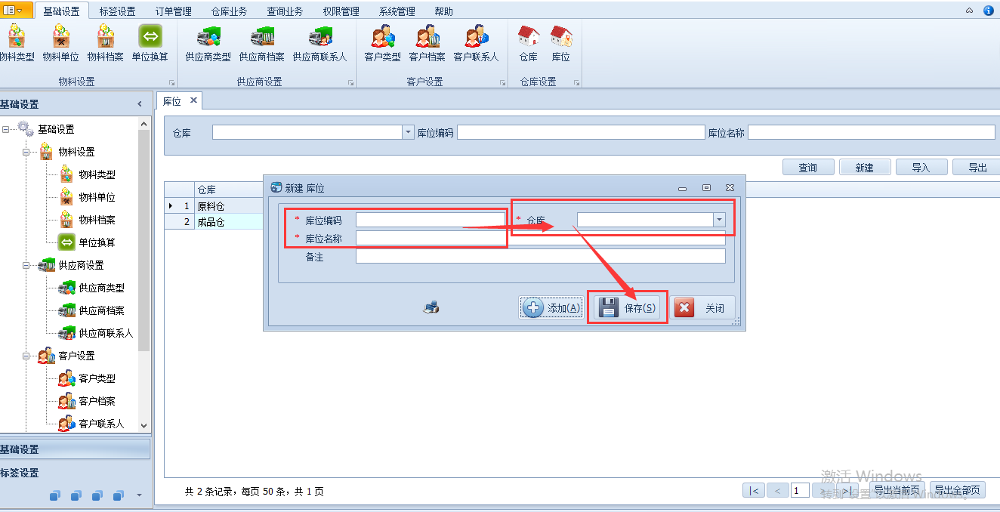 基础设置 标签设置 订单管理 仓库业务 查询业务 权限管理 系统管理 帮助
物料类型 物料单位 物料档案 单位换算 供应商类型 供应商档案 供应商联系人 客户类型 客户档案 客户联系人 仓库 库位
物料设置 供应商设置 客户设置 仓库设置
基础设置
库位
基础设置
物料设置
物料类型
物料单位
物料档案
单位换算
供应商设置
供应商类型
供应商档案
供应商联系人
客户设置
客户类型
客户档案
客户联系人
基础设置
标签设置
仓库 库位编码 库位名称
查询 新建 导入 导出
仓库
1 原料仓
2 成品仓
新建 库位
* 库位编码 * 仓库
* 库位名称
备注
添加(A) 保存(S) 关闭
共 2 条记录，每页 50 条，共 1 页
|< < 1 > >| 导出当前页 导出全部页
激活 Windows
转到"设置"以激活 Windows。